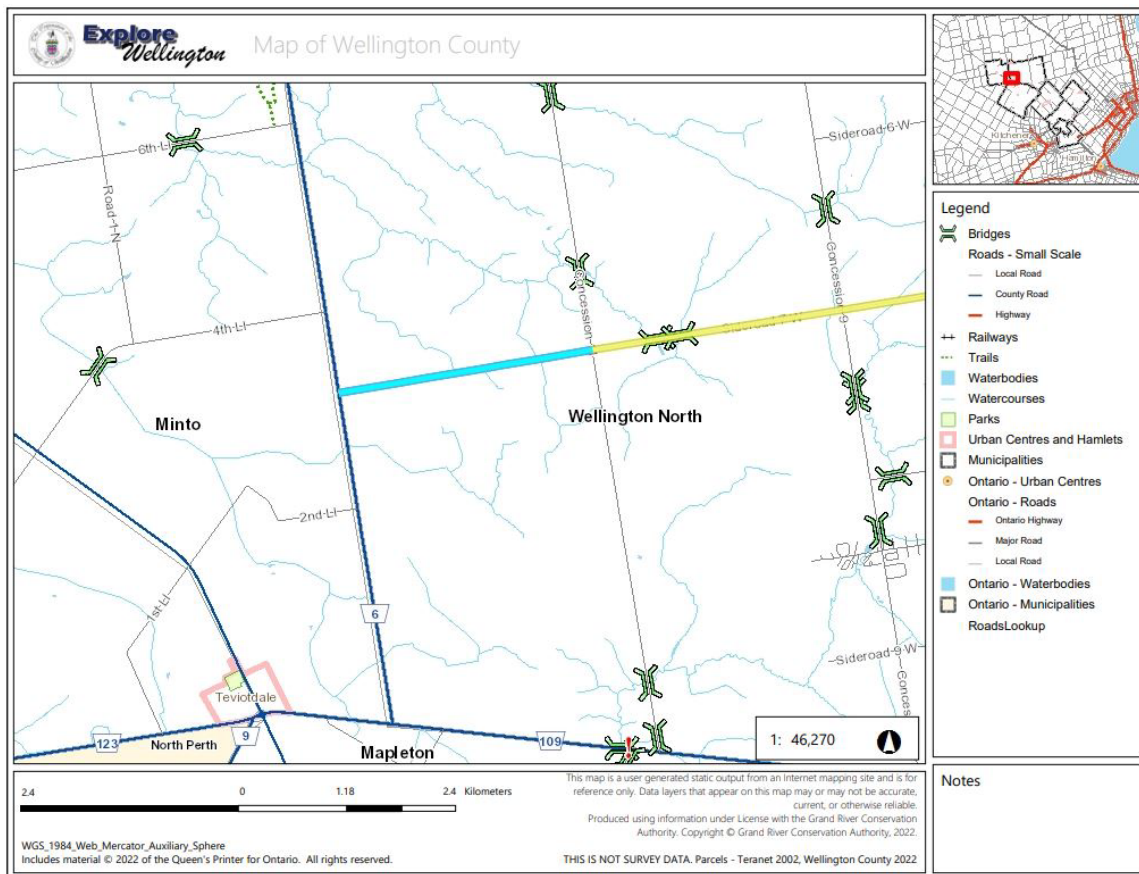 Explore
Wellington
Map of Wellington County
6th LI
Road 1 N
4th LI
Minto
2nd LI
1st LI
6
Teviotdale
123
North Perth
9
Mapleton
109
Sideroad 6 W
Concession 9
Concession
Sideroad 7 W
Wellington North
Sideroad 9 W
Concess
1: 46,270
Kitchener
Hamilton
Legend
Bridges
Roads - Small Scale
Local Road
County Road
Highway
Railways
Trails
Waterbodies
Watercourses
Parks
Urban Centres and Hamlets
Municipalities
Ontario - Urban Centres
Ontario - Roads
Ontario Highway
Major Road
Local Road
Ontario - Waterbodies
Ontario - Municipalities
RoadsLookup
Notes
2.4 0 1.18 2.4 Kilometers
WGS_1984_Web_Mercator_Auxiliary_Sphere
Includes material © 2022 of the Queen's Printer for Ontario. All rights reserved.
This map is a user generated static output from an Internet mapping site and is for
reference only. Data layers that appear on this map may or may not be accurate,
current, or otherwise reliable.
Produced using information under License with the Grand River Conservation
Authority. Copyright © Grand River Conservation Authority, 2022.
THIS IS NOT SURVEY DATA. Parcels - Teranet 2002, Wellington County 2022